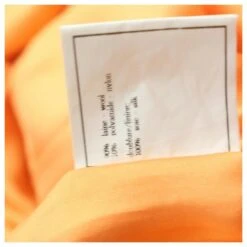 90% laine - wool
10% polyamide - nylon
doublure/lining
100% soie silk